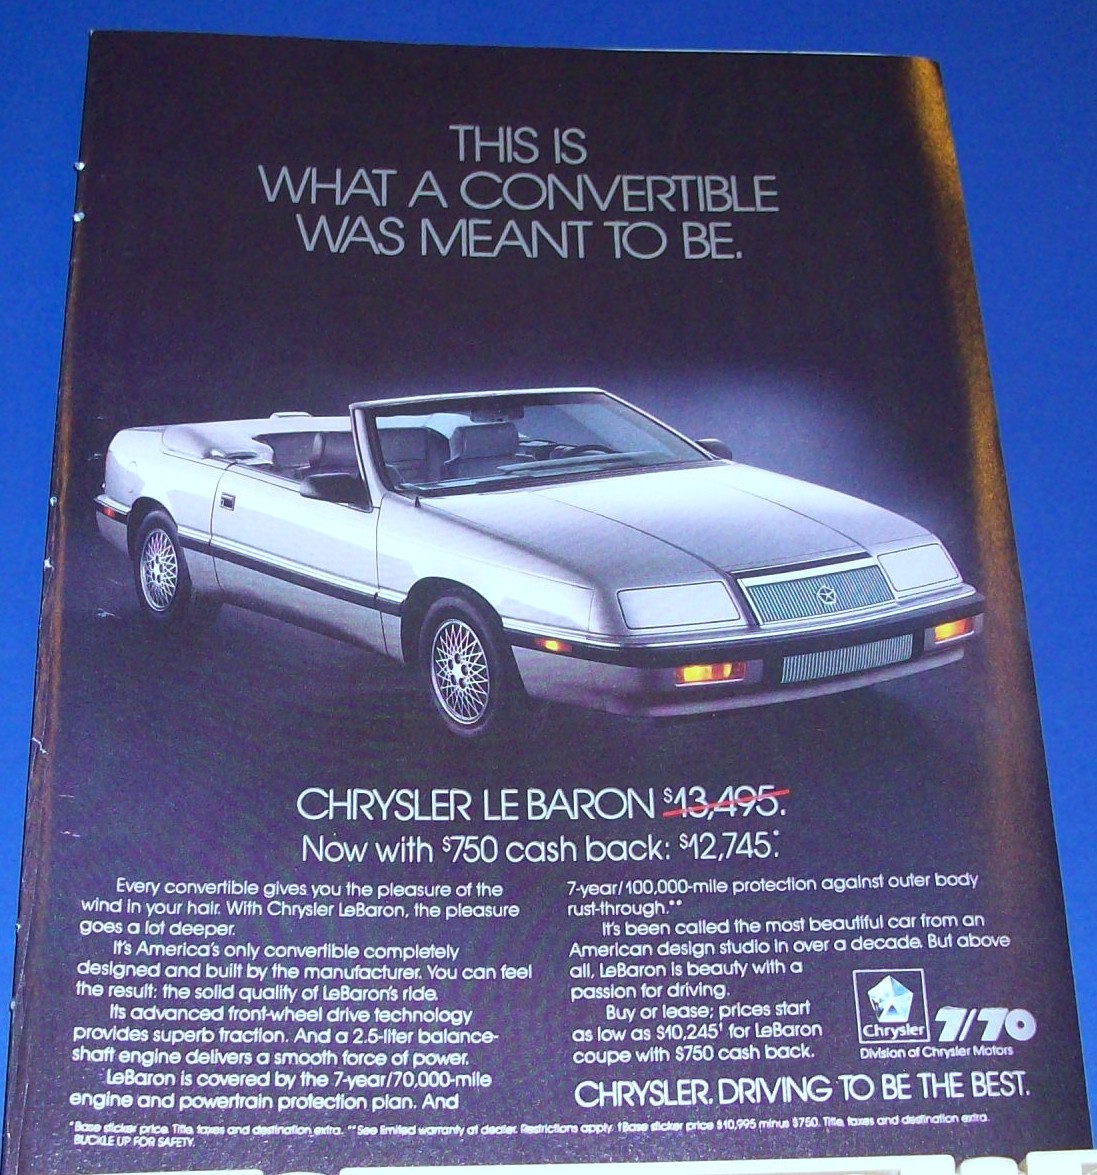 THIS IS
WHAT A CONVERTIBLE
WAS MEANT TO BE.
CHRYSLER LE BARON $13,495.
Now with $750 cash back: $12,745.*
Every convertible gives you the pleasure of the
wind in your hair. With Chrysler LeBaron, the pleasure
goes a lot deeper.
It's America's only convertible completely
designed and built by the manufacturer. You can feel
the result: the solid quality of LeBaron's ride.
Its advanced front-wheel drive technology
provides superb traction. And a 2.5-liter balance-
shaft engine delivers a smooth force of power.
LeBaron is covered by the 7-year/70,000-mile
engine and powertrain protection plan. And
7-year/100,000-mile protection against outer body
rust-through.**
It's been called the most beautiful car from an
American design studio in over a decade. But above
all, LeBaron is beauty with a
passion for driving.
Buy or lease; prices start
as low as $10,245† for LeBaron
coupe with $750 cash back.
Chrysler
7/70
Division of Chrysler Motors
CHRYSLER. DRIVING TO BE THE BEST.
*Base sticker price. Title, taxes and destination extra. **See limited warranty at dealer. Restrictions apply. †Base sticker price $10,995 minus $750. Title, taxes and destination extra.
BUCKLE UP FOR SAFETY.